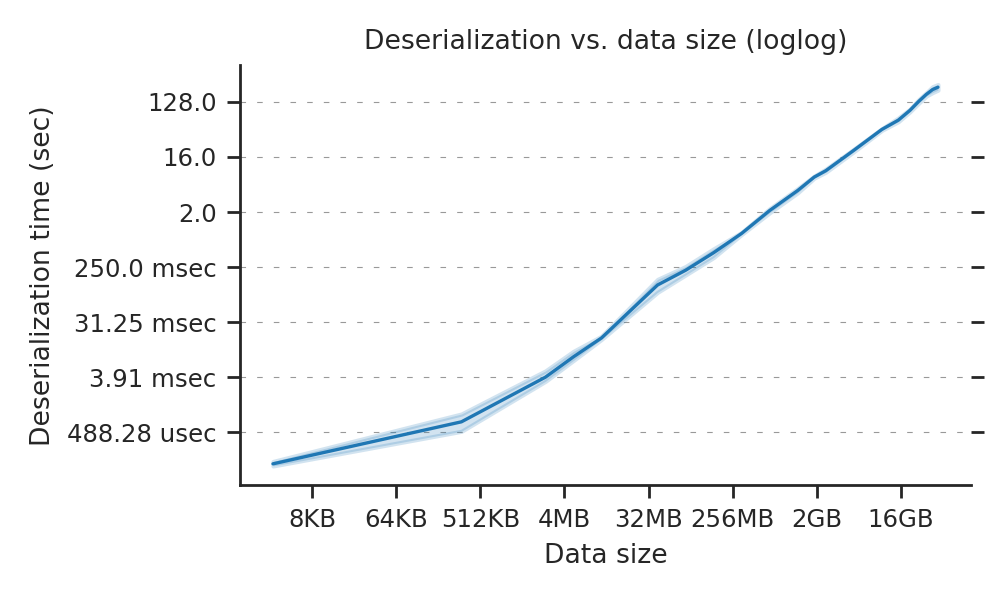 Deserialization vs. data size (loglog)
Deserialization time (sec)
128.0
16.0
2.0
250.0 msec
31.25 msec
3.91 msec
488.28 usec
8KB 64KB 512KB 4MB 32MB 256MB 2GB 16GB
Data size